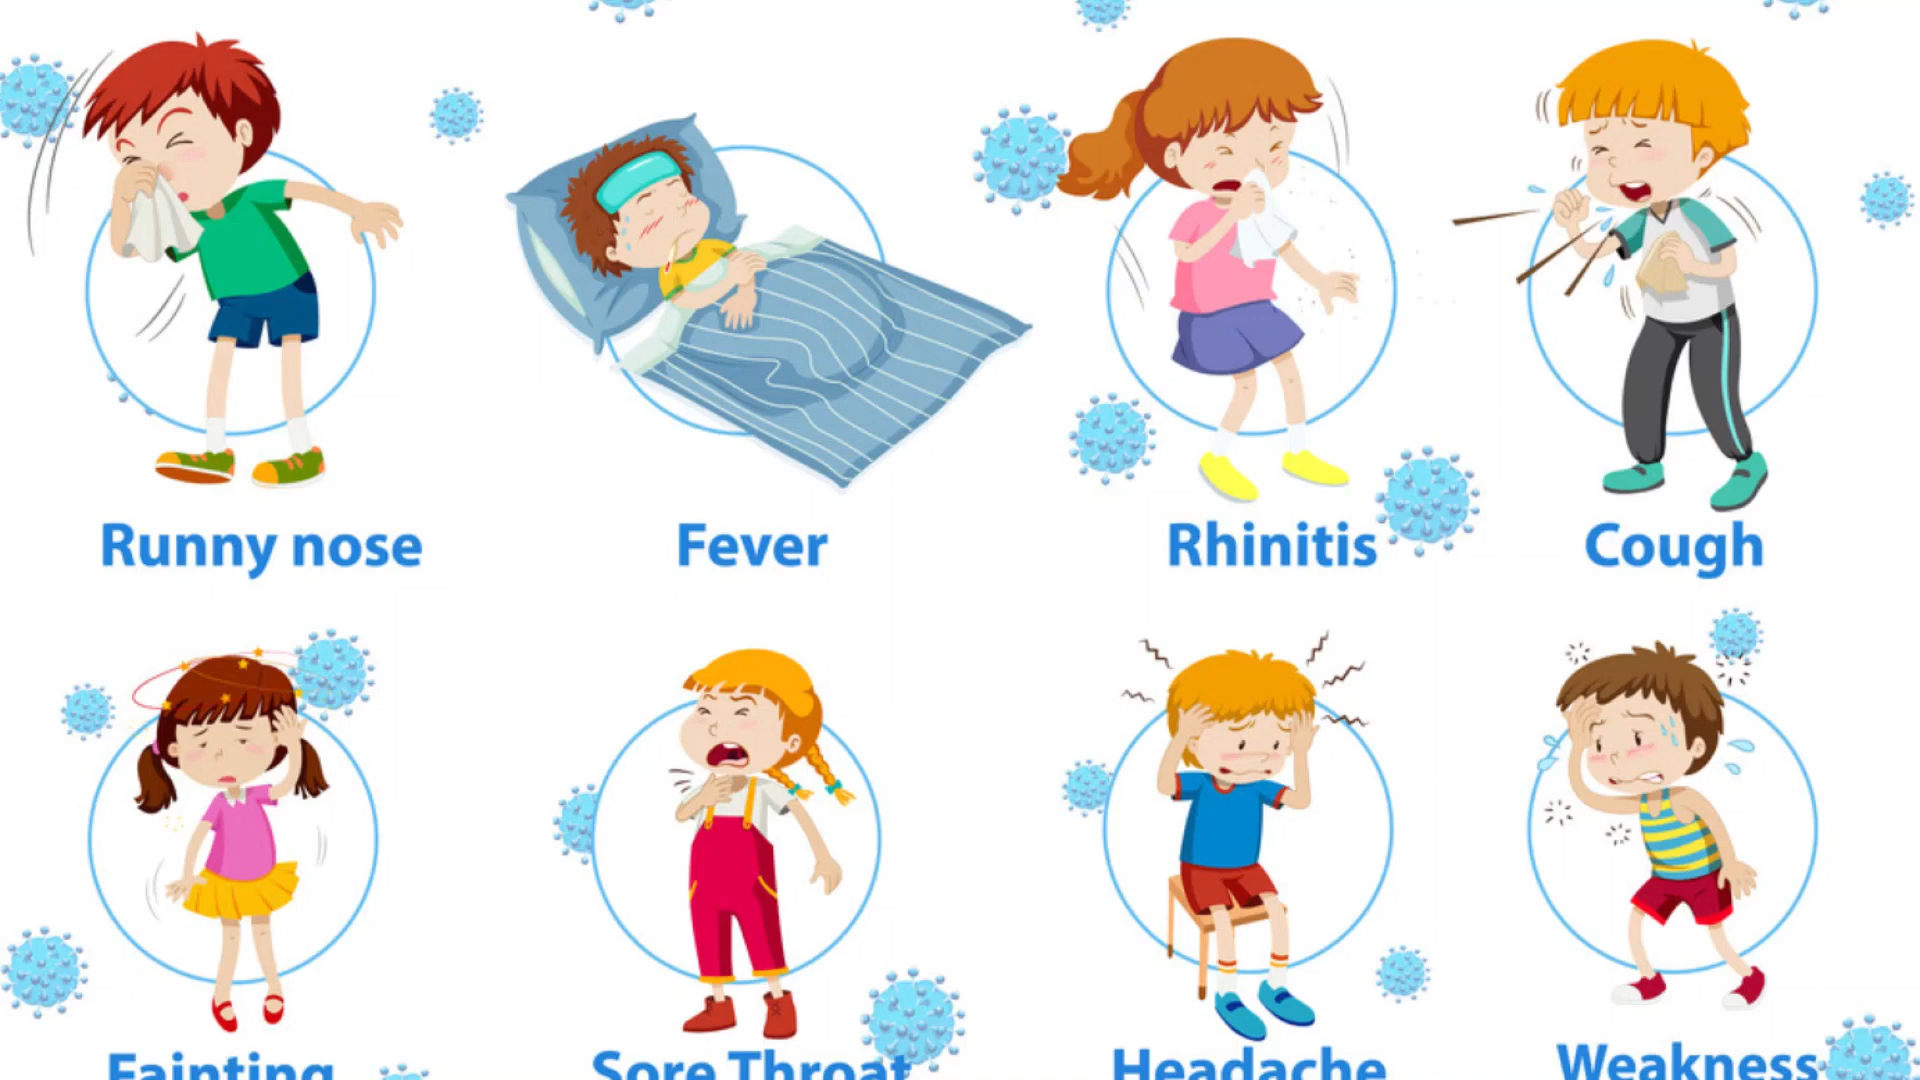 Runny nose
Fever
Rhinitis
Cough
Fainting
Sore Throat
Headache
Weakness